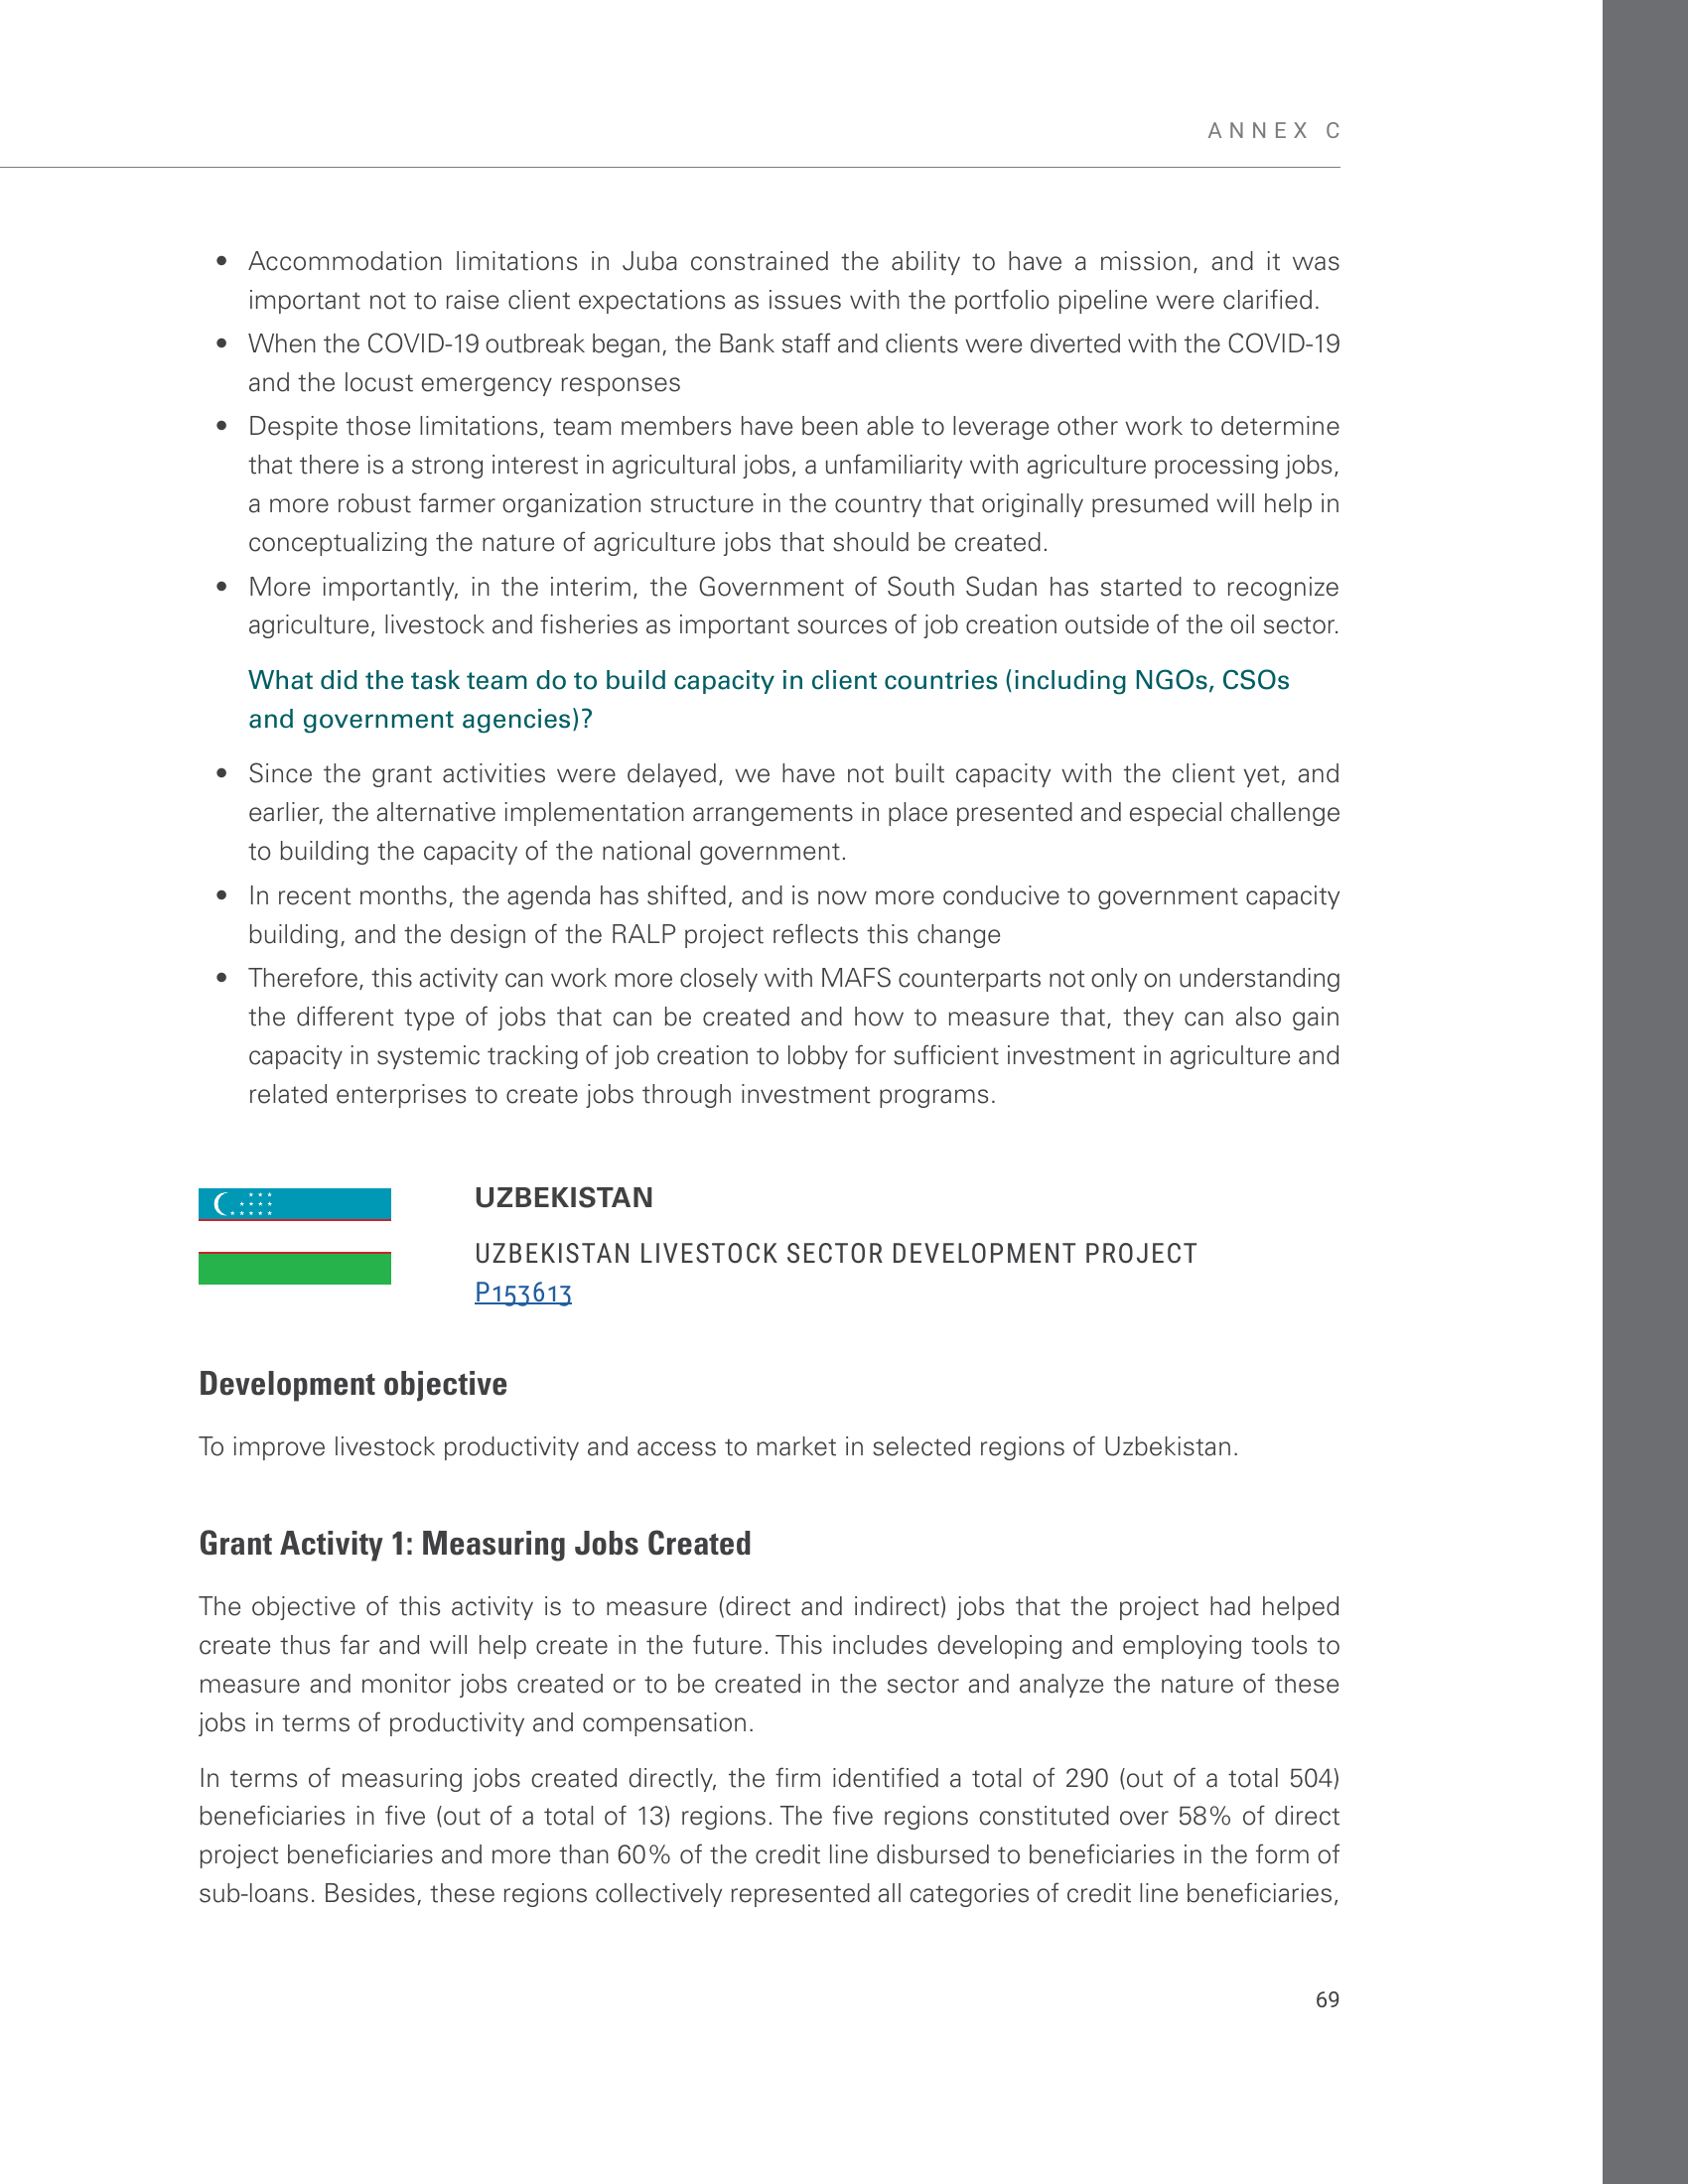 ANNEX C
• Accommodation limitations in Juba constrained the ability to have a mission, and it was
important not to raise client expectations as issues with the portfolio pipeline were clarified.
• When the COVID-19 outbreak began, the Bank staff and clients were diverted with the COVID-19
and the locust emergency responses
• Despite those limitations, team members have been able to leverage other work to determine
that there is a strong interest in agricultural jobs, a unfamiliarity with agriculture processing jobs,
a more robust farmer organization structure in the country that originally presumed will help in
conceptualizing the nature of agriculture jobs that should be created.
• More importantly, in the interim, the Government of South Sudan has started to recognize
agriculture, livestock and fisheries as important sources of job creation outside of the oil sector.
What did the task team do to build capacity in client countries (including NGOs, CSOs
and government agencies)?
• Since the grant activities were delayed, we have not built capacity with the client yet, and
earlier, the alternative implementation arrangements in place presented and especial challenge
to building the capacity of the national government.
• In recent months, the agenda has shifted, and is now more conducive to government capacity
building, and the design of the RALP project reflects this change
• Therefore, this activity can work more closely with MAFS counterparts not only on understanding
the different type of jobs that can be created and how to measure that, they can also gain
capacity in systemic tracking of job creation to lobby for sufficient investment in agriculture and
related enterprises to create jobs through investment programs.
UZBEKISTAN
UZBEKISTAN LIVESTOCK SECTOR DEVELOPMENT PROJECT
P153613
Development objective
To improve livestock productivity and access to market in selected regions of Uzbekistan.
Grant Activity 1: Measuring Jobs Created
The objective of this activity is to measure (direct and indirect) jobs that the project had helped
create thus far and will help create in the future. This includes developing and employing tools to
measure and monitor jobs created or to be created in the sector and analyze the nature of these
jobs in terms of productivity and compensation.
In terms of measuring jobs created directly, the firm identified a total of 290 (out of a total 504)
beneficiaries in five (out of a total of 13) regions. The five regions constituted over 58% of direct
project beneficiaries and more than 60% of the credit line disbursed to beneficiaries in the form of
sub-loans. Besides, these regions collectively represented all categories of credit line beneficiaries,
69